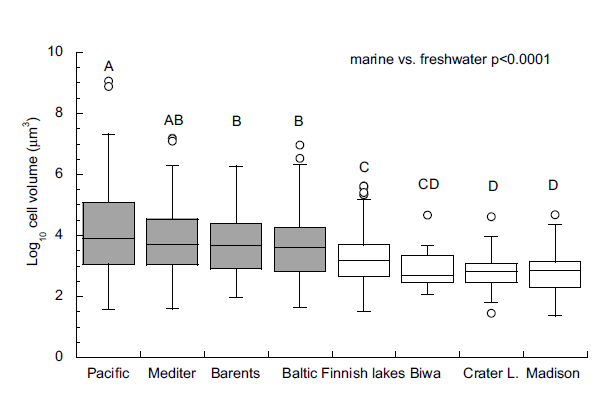 marine vs. freshwater p<0.0001
Log₁₀ cell volume (μm³)
10
8
6
4
2
0
A
AB
B
B
C
CD
D
D
Pacific Mediter Barents Baltic Finnish lakes Biwa Crater L. Madison